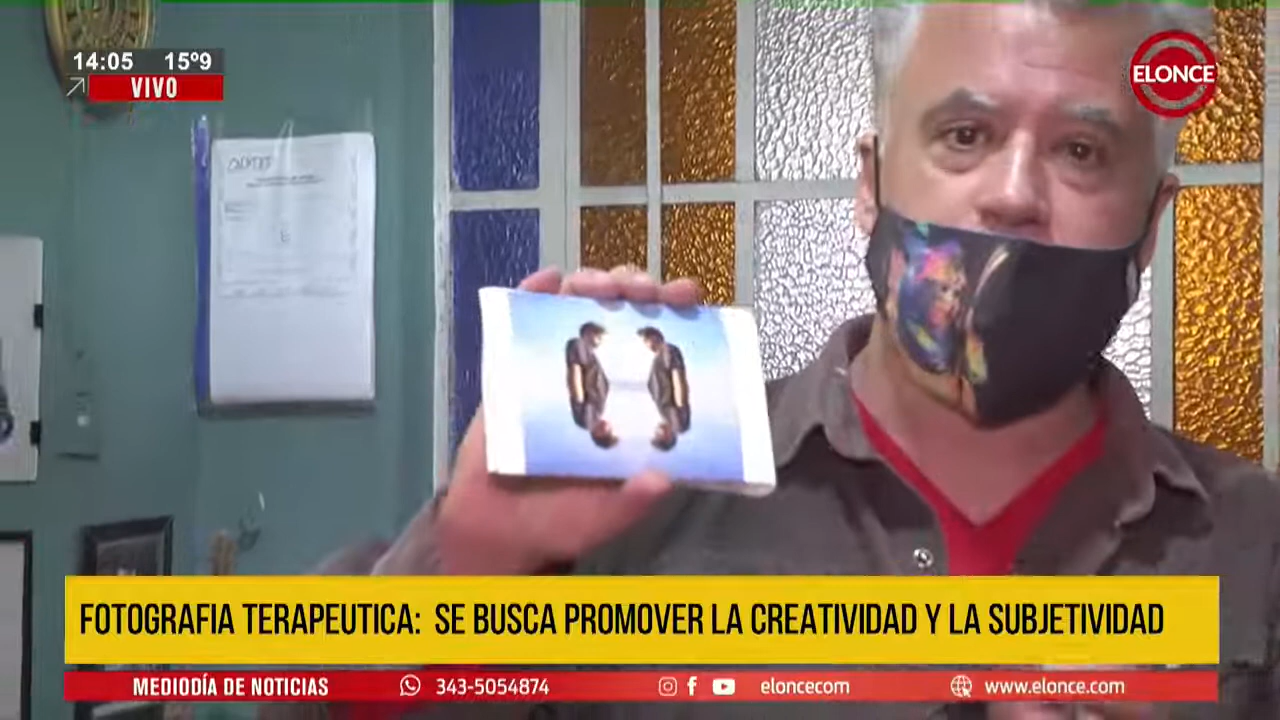 14:05 15º9
VIVO
ELONCE
FOTOGRAFIA TERAPEUTICA: SE BUSCA PROMOVER LA CREATIVIDAD Y LA SUBJETIVIDAD
MEDIODÍA DE NOTICIAS 343-5054874 eloncecom www.elonce.com